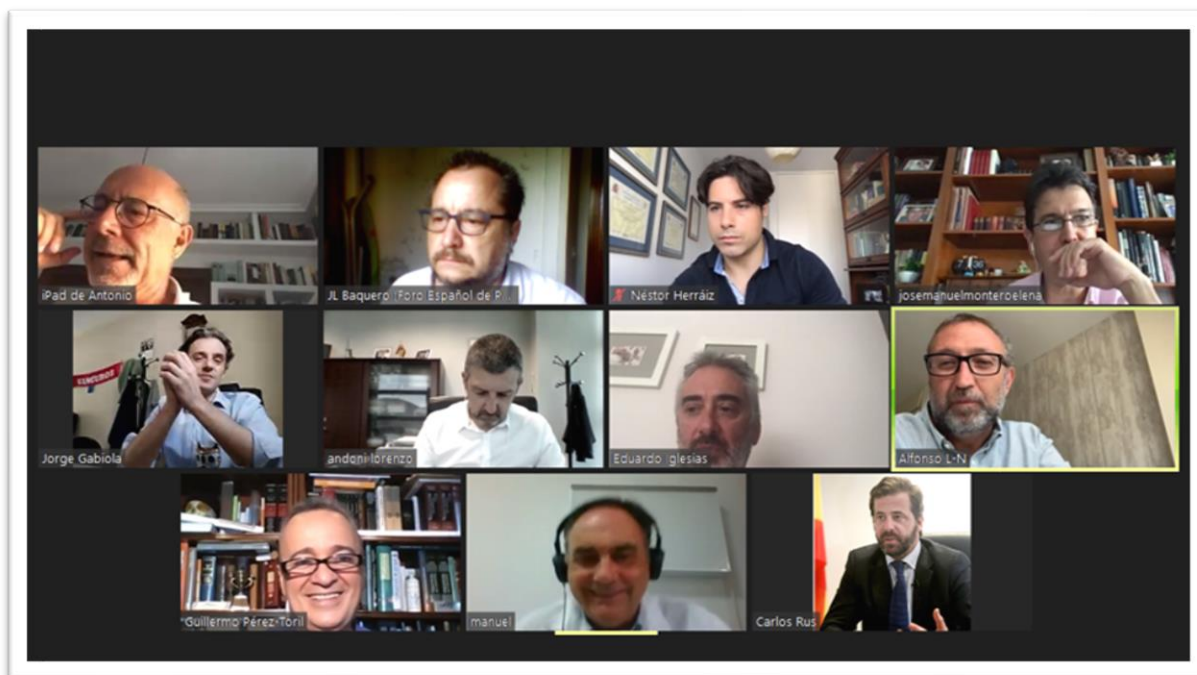 iPad de Antonio
JL Baquero (Foro Español de P...
Néstor Herráiz
josemanuelmonteroelena
Jorge Gabiola
andoni lorenzo
Eduardo Iglesias
Alfonso L-N
Guillermo Pérez-Toril
manuel
Carlos Rus